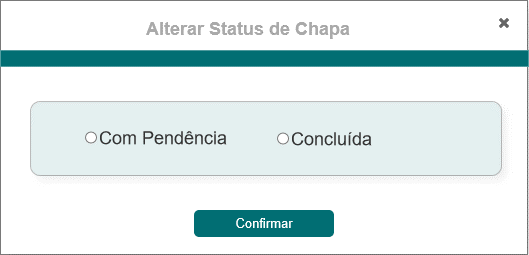 Alterar Status de Chapa
Com Pendência Concluída
Confirmar